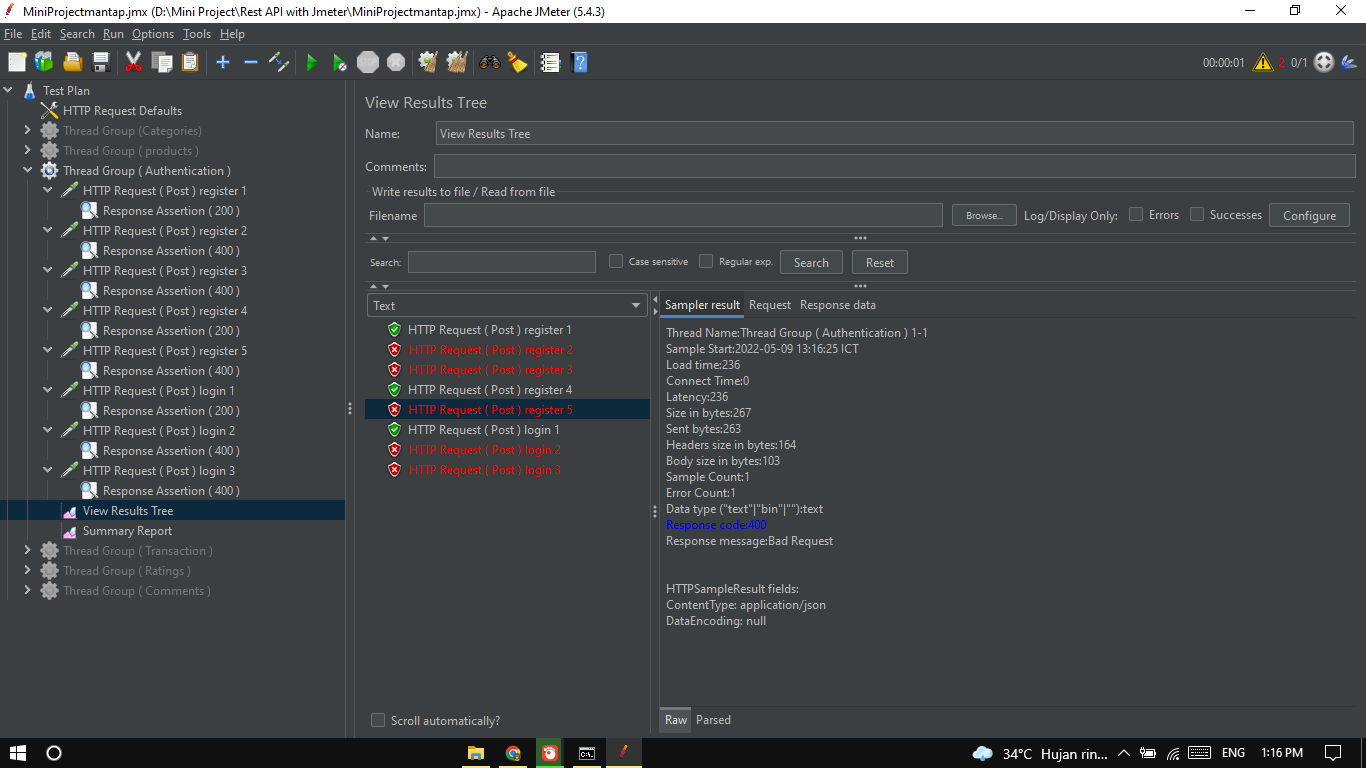 MiniProjectmantap.jmx (D:\Mini Project\Rest API with Jmeter\MiniProjectmantap.jmx) - Apache JMeter (5.4.3)
File Edit Search Run Options Tools Help
STOP 00:00:01 2 0/1
Test Plan
HTTP Request Defaults
Thread Group (Categories)
Thread Group ( products )
Thread Group ( Authentication )
HTTP Request ( Post ) register 1
Response Assertion ( 200 )
HTTP Request ( Post ) register 2
Response Assertion ( 400 )
HTTP Request ( Post ) register 3
Response Assertion ( 400 )
HTTP Request ( Post ) register 4
Response Assertion ( 200 )
HTTP Request ( Post ) register 5
Response Assertion ( 400 )
HTTP Request ( Post ) login 1
Response Assertion ( 200 )
HTTP Request ( Post ) login 2
Response Assertion ( 400 )
HTTP Request ( Post ) login 3
Response Assertion ( 400 )
View Results Tree
Summary Report
Thread Group ( Transaction )
Thread Group ( Ratings )
Thread Group ( Comments )
View Results Tree
Name: View Results Tree
Comments:
Write results to file / Read from file
Filename Browse... Log/Display Only: Errors Successes Configure
Search: Case sensitive Regular exp. Search Reset
Text
HTTP Request ( Post ) register 1
HTTP Request ( Post ) register 2
HTTP Request ( Post ) register 3
HTTP Request ( Post ) register 4
HTTP Request ( Post ) register 5
HTTP Request ( Post ) login 1
HTTP Request ( Post ) login 2
HTTP Request ( Post ) login 3
Scroll automatically?
Sampler result Request Response data
Thread Name:Thread Group ( Authentication ) 1-1
Sample Start:2022-05-09 13:16:25 ICT
Load time:236
Connect Time:0
Latency:236
Size in bytes:267
Sent bytes:263
Headers size in bytes:164
Body size in bytes:103
Sample Count:1
Error Count:1
Data type ("text"|"bin"|""):text
Response code:400
Response message:Bad Request
HTTPSampleResult fields:
ContentType: application/json
DataEncoding: null
Raw Parsed
34°C Hujan rin... ENG 1:16 PM